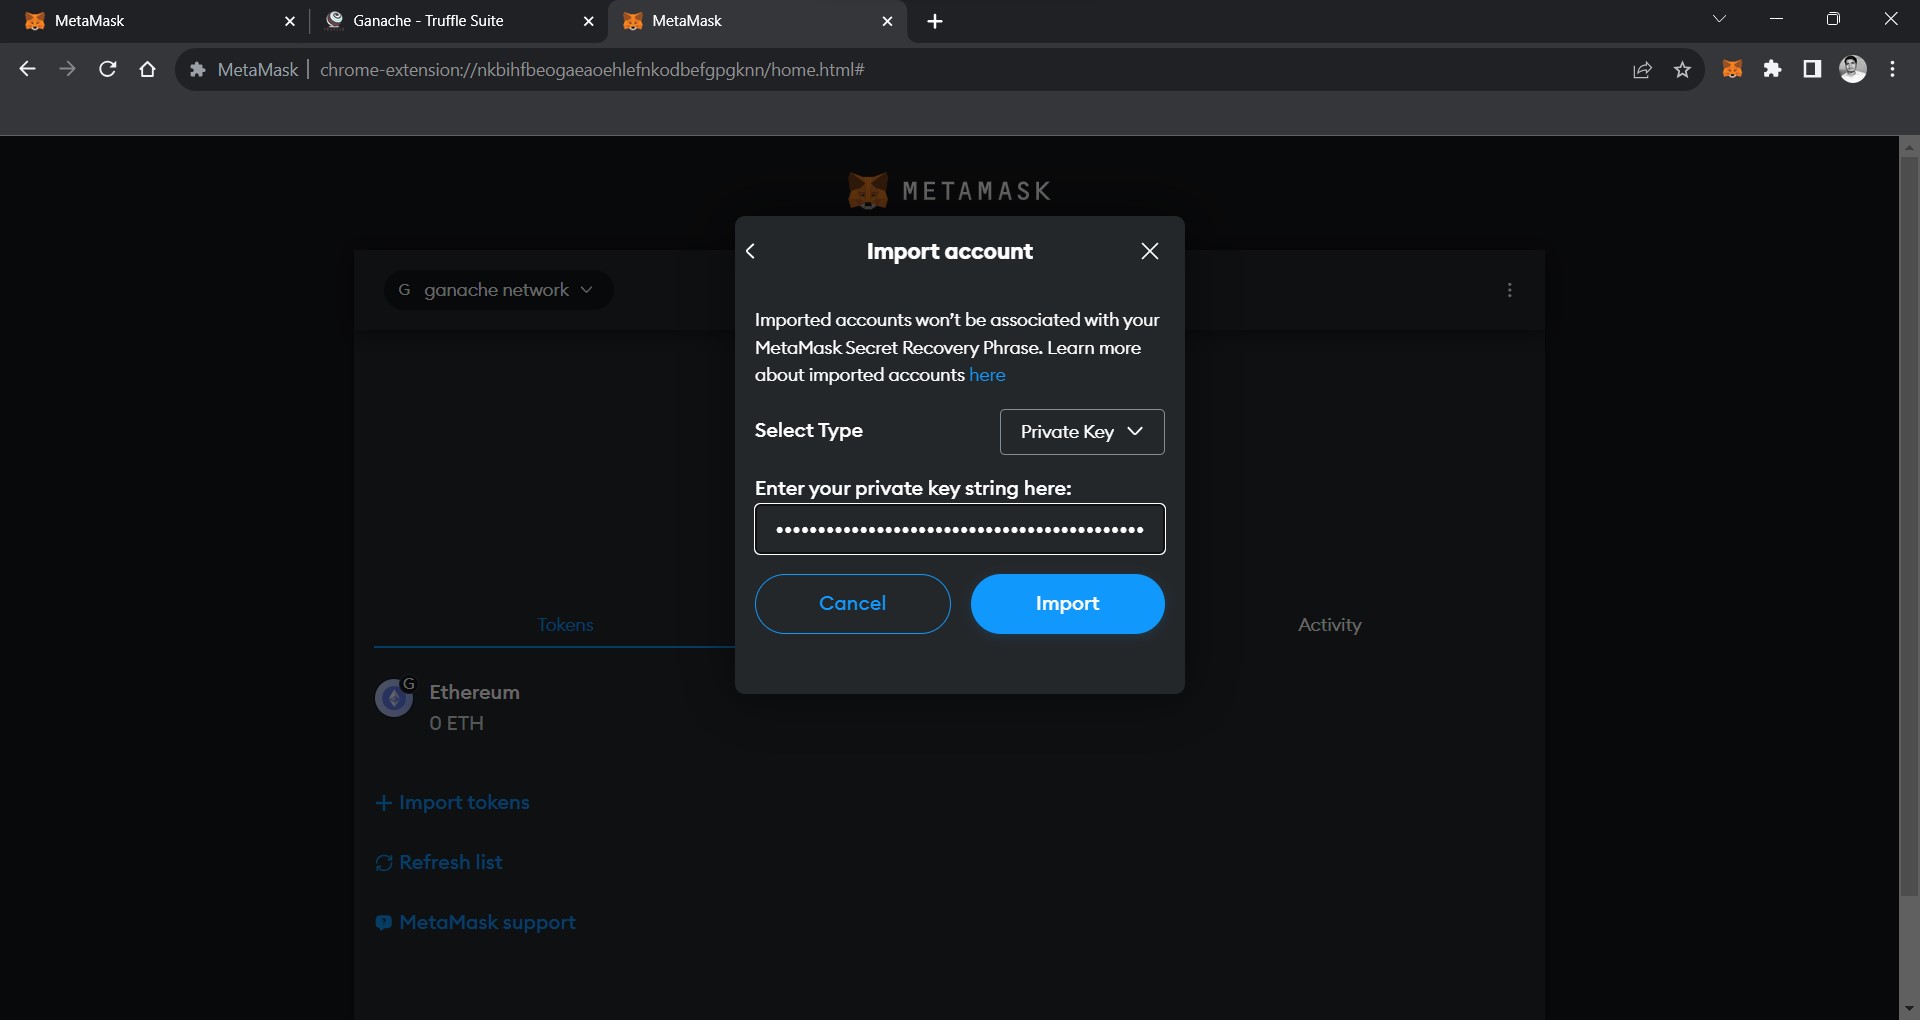 MetaMask
Ganache - Truffle Suite
MetaMask
MetaMask | chrome-extension://nkbihfbeogaeaoehlefnkodbefgpgknn/home.html#
METAMASK
G ganache network
Import account
Imported accounts won't be associated with your
MetaMask Secret Recovery Phrase. Learn more
about imported accounts here
Select Type
Private Key
Enter your private key string here:
Cancel
Import
Tokens
Activity
G
Ethereum
0 ETH
+ Import tokens
Refresh list
MetaMask support